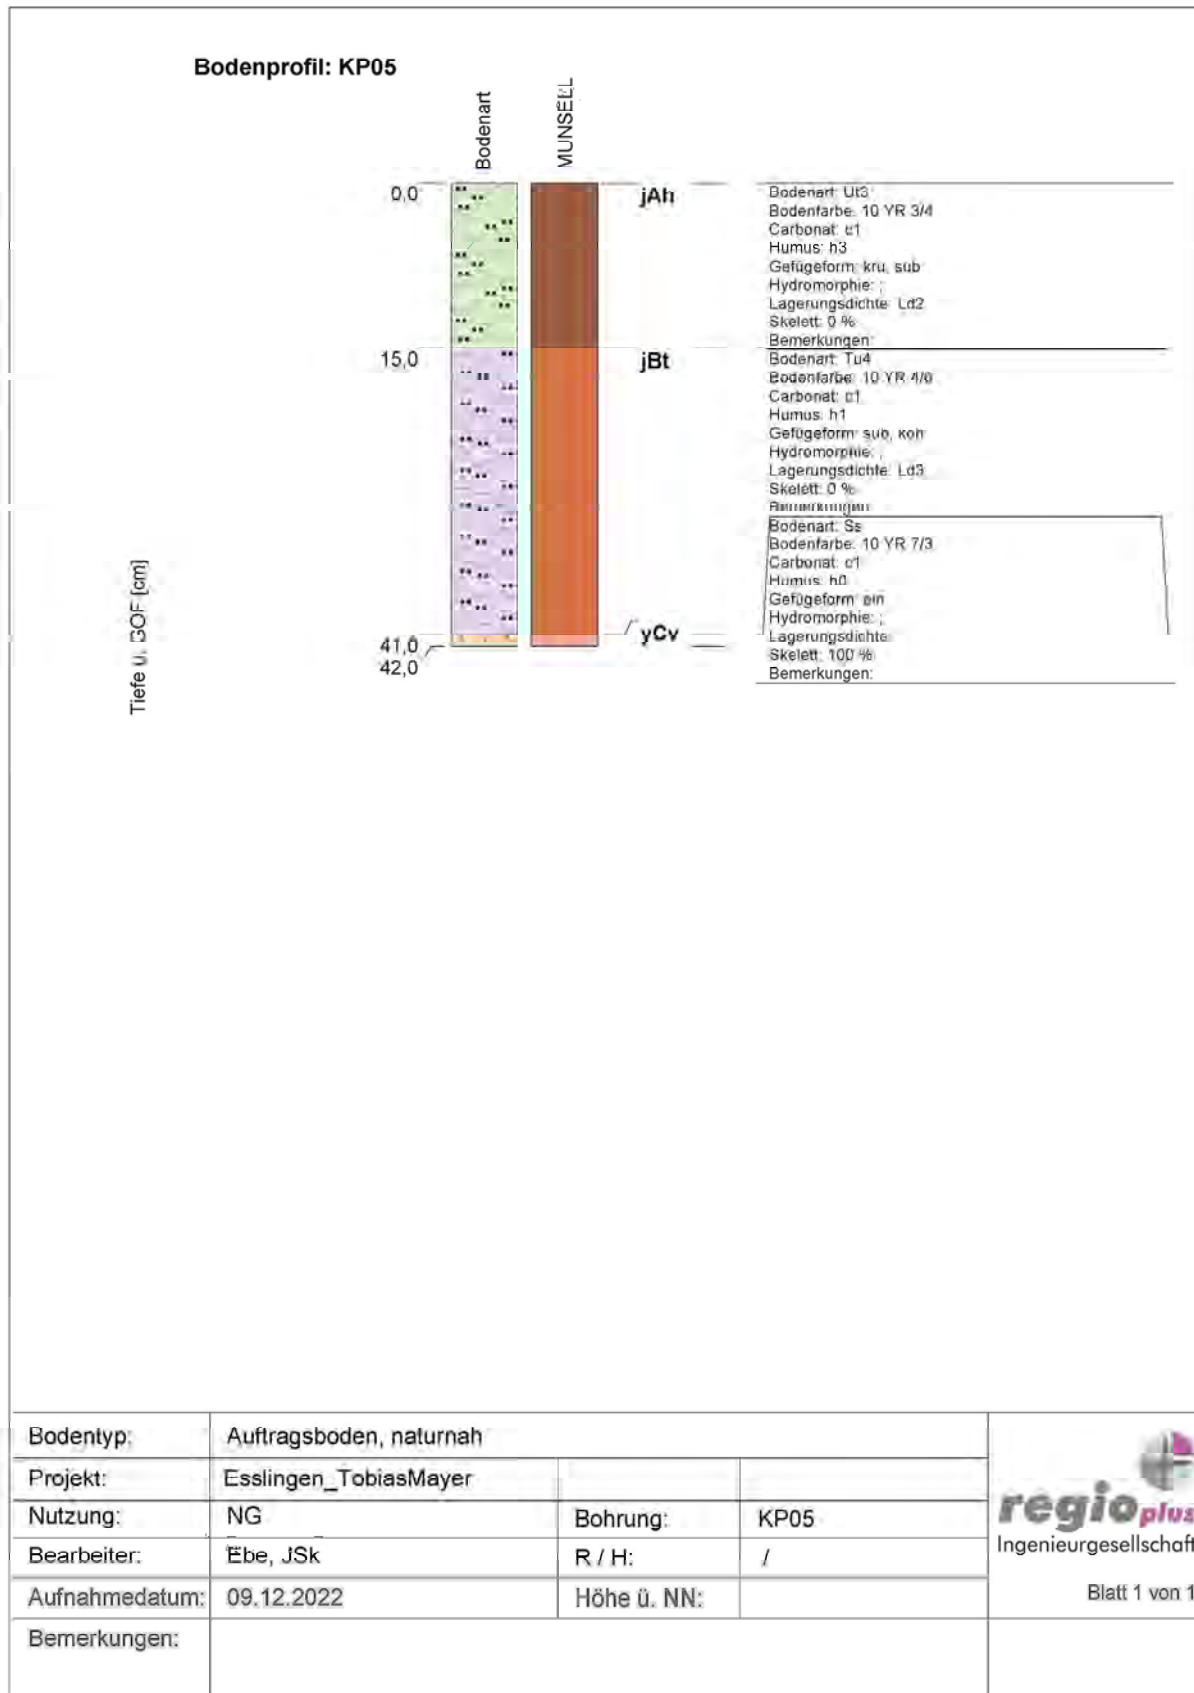 Bodenprofil: KP05
Bodenart
MUNSELL
0,0
jAh
Bodenart: Ut3
Bodenfarbe: 10 YR 3/4
Carbonat: c1
Humus: h3
Gefügeform: kru, sub
Hydromorphie: ;
Lagerungsdichte: Ld2
Skelett: 0 %
Bemerkungen:
15,0
jBt
Bodenart: Tu4
Bodenfarbe: 10 YR
Carbonat: c1
Humus: h1
Gefügeform: sub, koh
Hydromorphie: ;
Lagerungsdichte: Ld3
Skelett: 0 %
Bemerkungen:
Bodenart: Ss
Bodenfarbe: 10 YR 7/3
Carbonat: c1
Humus: h0
Gefügeform: ein
Hydromorphie: ;
Lagerungsdichte:
Skelett: 100 %
Bemerkungen:
41,0
yCv
42,0
Tiefe u. GOF [cm]
Bodentyp: Auftragsboden, naturnah
Projekt: Esslingen_TobiasMayer
Nutzung: NG Bohrung: KP05
Bearbeiter: Ebe, JSk R / H: /
Aufnahmedatum: 09.12.2022 Höhe ü. NN:
Bemerkungen:
regioplus
Ingenieurgesellschaft
Blatt 1 von 1